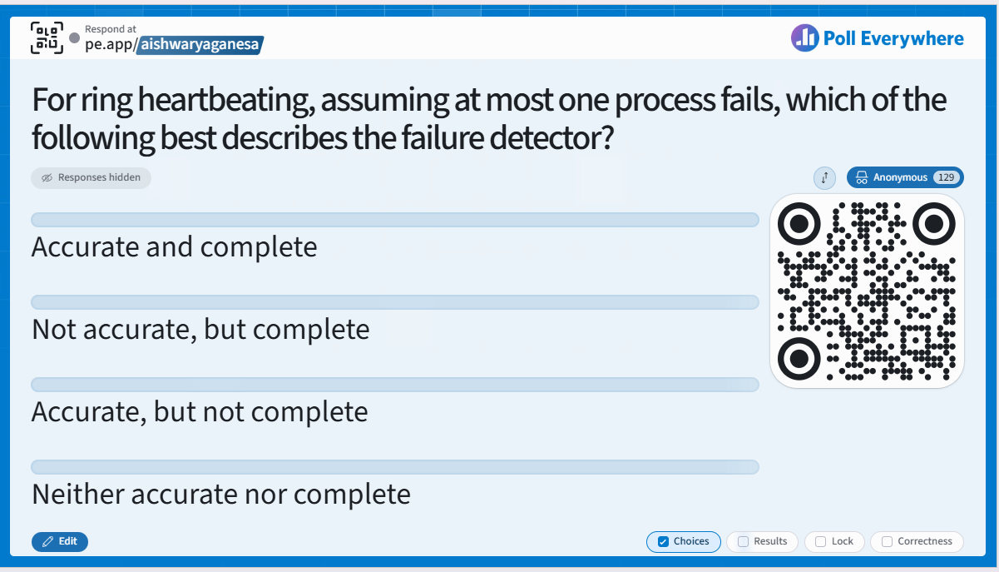 Respond at
pe.app/aishwaryaganesa
Poll Everywhere
For ring heartbeating, assuming at most one process fails, which of the
following best describes the failure detector?
Responses hidden
Anonymous 129
Accurate and complete
Not accurate, but complete
Accurate, but not complete
Neither accurate nor complete
Edit
Choices
Results
Lock
Correctness